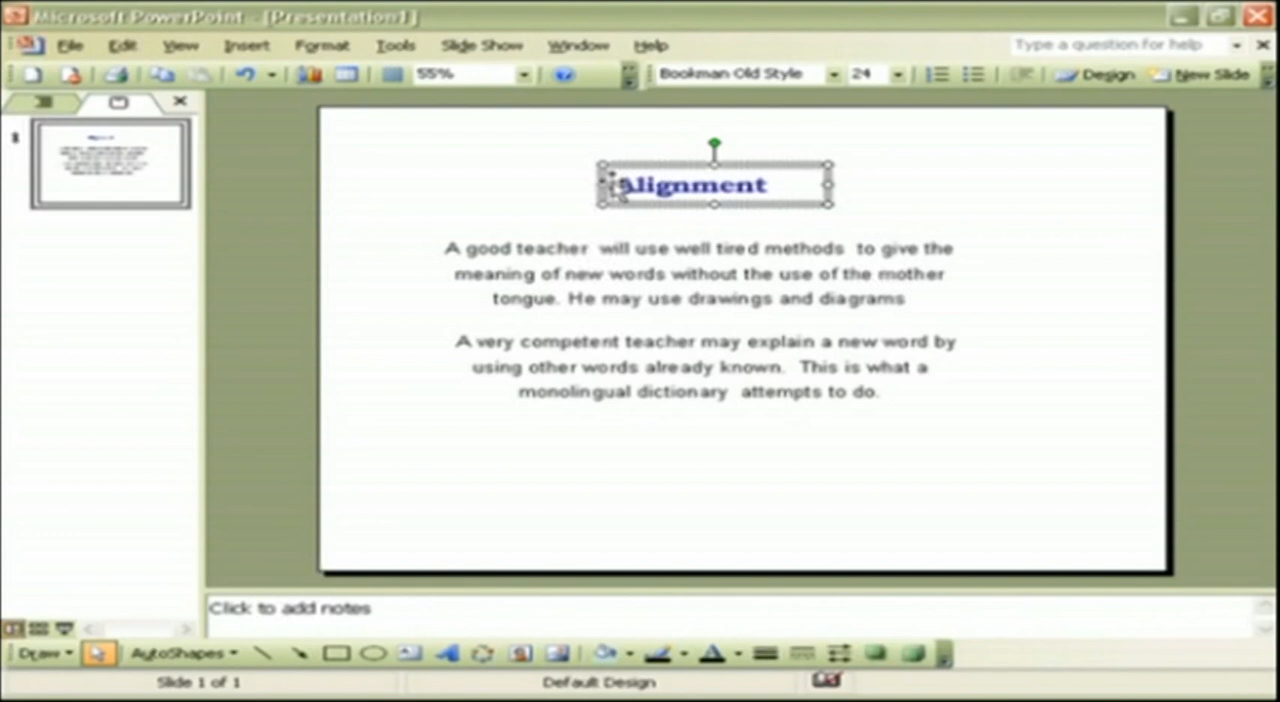 Microsoft PowerPoint - [Presentation1]
File Edit View Insert Format Tools Slide Show Window Help Type a question for help
55% Bookman Old Style 24 Design New Slide
1
Alignment
A good teacher will use well tired methods to give the
meaning of new words without the use of the mother
tongue. He may use drawings and diagrams
A very competent teacher may explain a new word by
using other words already known. This is what a
monolingual dictionary attempts to do.
Click to add notes
Draw AutoShapes
Slide 1 of 1 Default Design